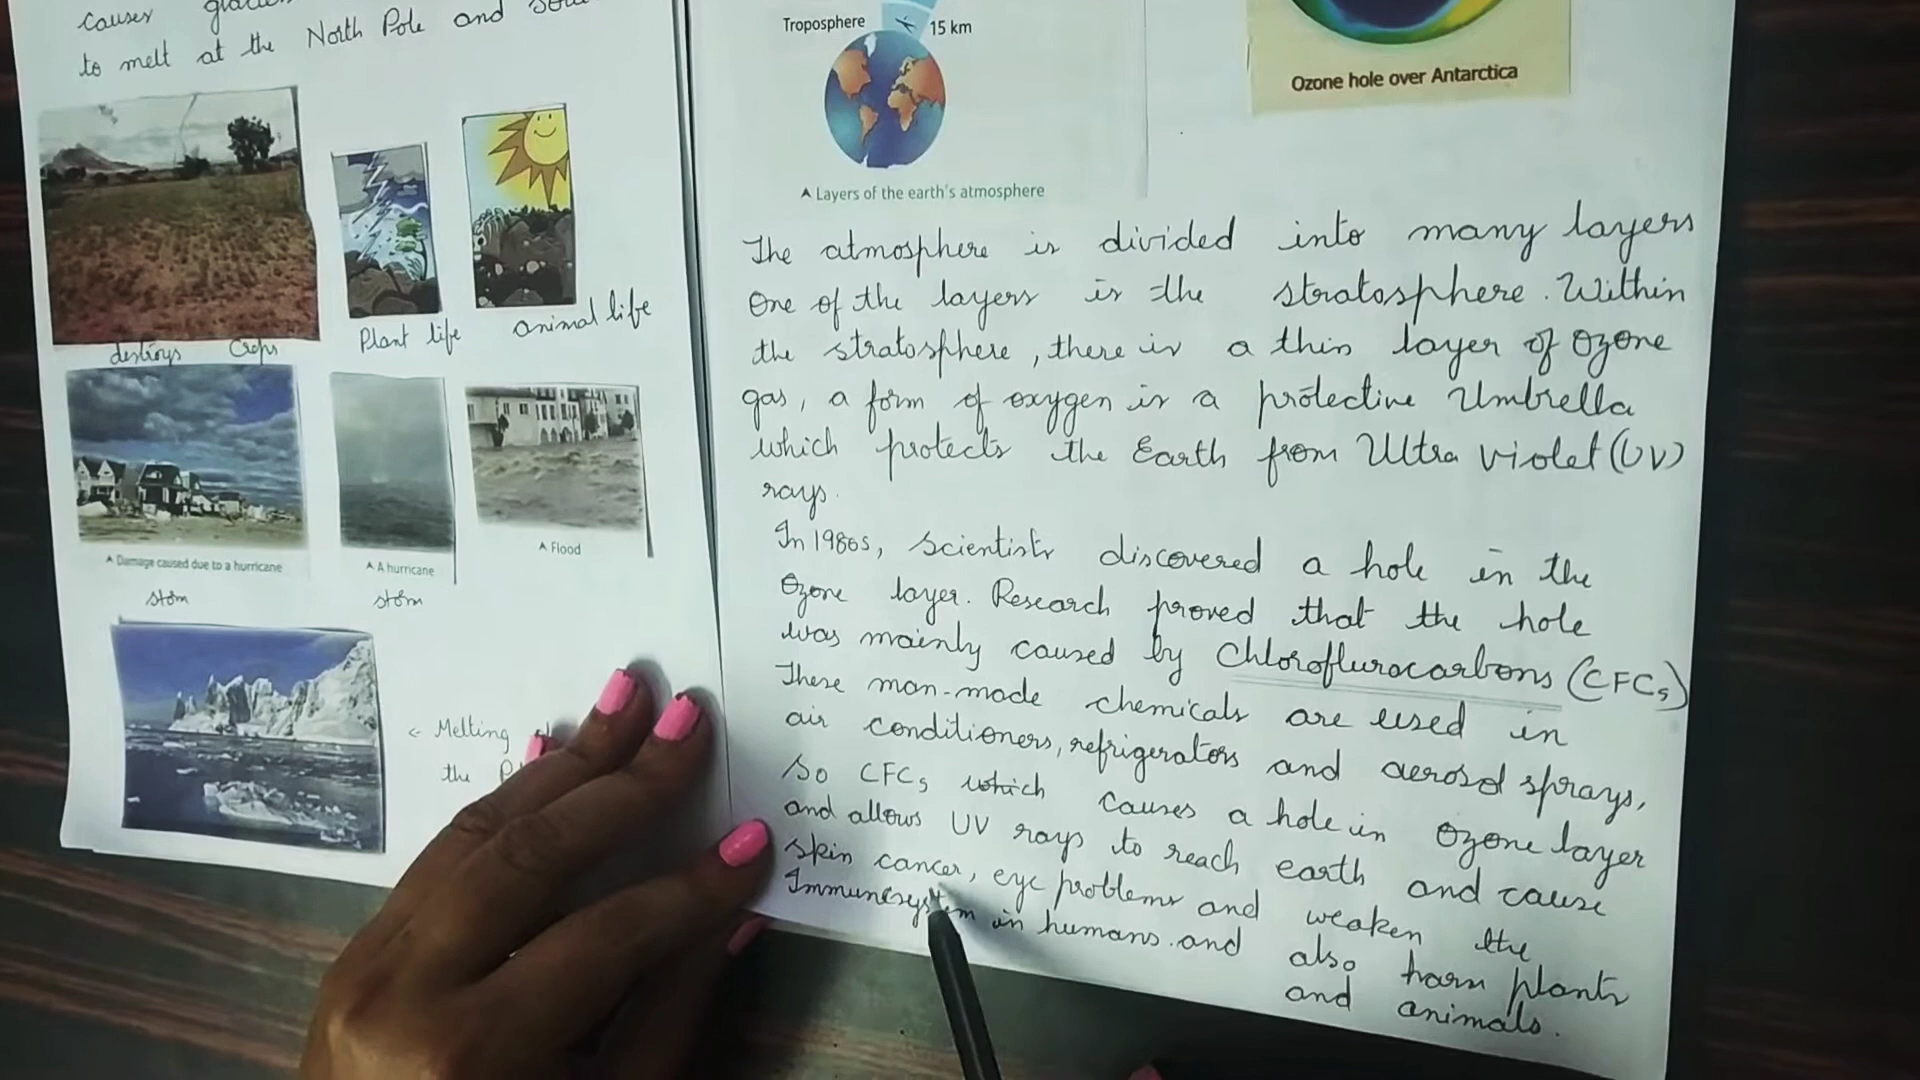 causes
to melt at the North Pole and
destroys Crops
Plant life
animal life
Damage caused due to a hurricane
A hurricane
Flood
stom
stom
← Melting
the
Troposphere
15 km
Layers of the earth's atmosphere
Ozone hole over Antarctica
The atmosphere is divided into many layers
One of the layers is the stratosphere. Within
the stratosphere, there is a thin layer of Ozone
gas, a form of oxygen is a protective Umbrella
which protects the Earth from Ultra violet (UV)
rays.
In 1980s, scientists discovered a hole in the
Ozone layer. Research proved that the hole
was mainly caused by Chloroflurocarbons (CFCs)
These man-made chemicals are used in
air conditioners, refrigerators and aerosol sprays,
so CFCs which causes a hole in Ozone layer
and allows UV rays to reach earth and cause
skin cancer, eye problems and weaken the
Immunesystem in humans. and also harm plants
and animals.